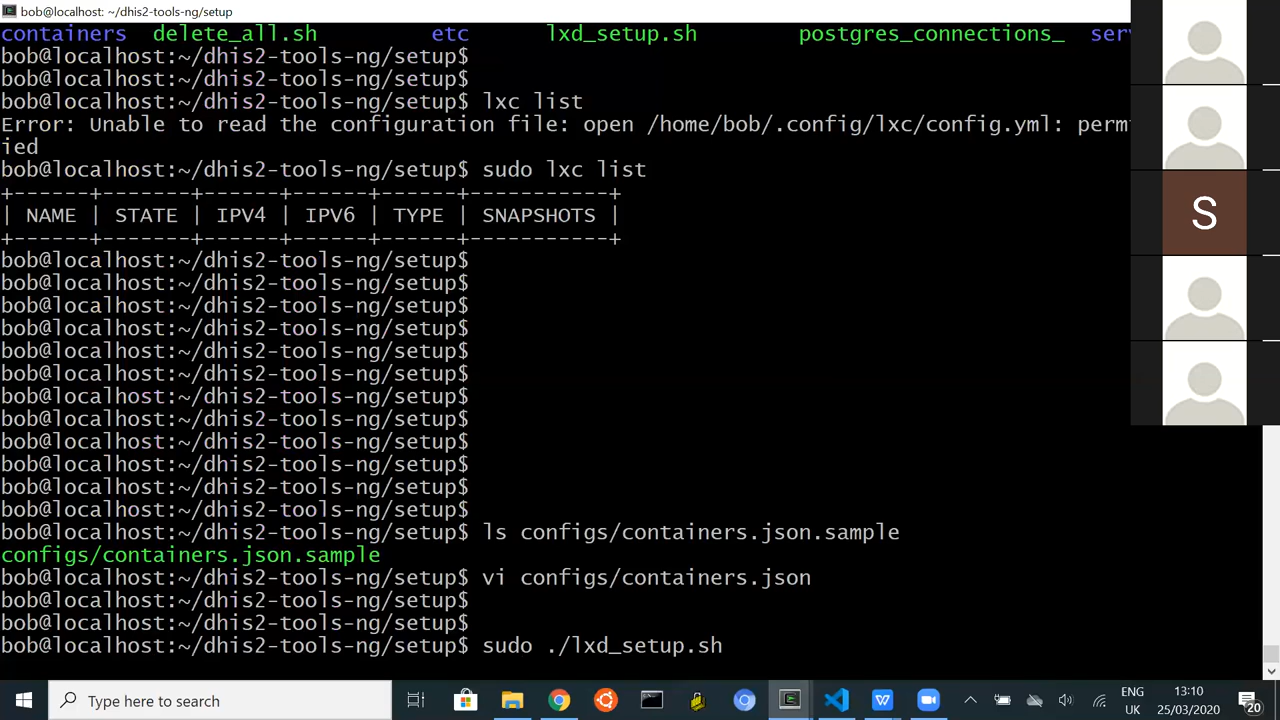 bob@localhost: ~/dhis2-tools-ng/setup
containers delete_all.sh etc lxd_setup.sh postgres_connections_ serv
bob@localhost:~/dhis2-tools-ng/setup$
bob@localhost:~/dhis2-tools-ng/setup$
bob@localhost:~/dhis2-tools-ng/setup$ lxc list
Error: Unable to read the configuration file: open /home/bob/.config/lxc/config.yml: perm
ied
bob@localhost:~/dhis2-tools-ng/setup$ sudo lxc list
+------+-------+------+------+------+-----------+
| NAME | STATE | IPV4 | IPV6 | TYPE | SNAPSHOTS |
+------+-------+------+------+------+-----------+
bob@localhost:~/dhis2-tools-ng/setup$
bob@localhost:~/dhis2-tools-ng/setup$
bob@localhost:~/dhis2-tools-ng/setup$
bob@localhost:~/dhis2-tools-ng/setup$
bob@localhost:~/dhis2-tools-ng/setup$
bob@localhost:~/dhis2-tools-ng/setup$
bob@localhost:~/dhis2-tools-ng/setup$
bob@localhost:~/dhis2-tools-ng/setup$
bob@localhost:~/dhis2-tools-ng/setup$
bob@localhost:~/dhis2-tools-ng/setup$
bob@localhost:~/dhis2-tools-ng/setup$
bob@localhost:~/dhis2-tools-ng/setup$
bob@localhost:~/dhis2-tools-ng/setup$ ls configs/containers.json.sample
configs/containers.json.sample
bob@localhost:~/dhis2-tools-ng/setup$ vi configs/containers.json
bob@localhost:~/dhis2-tools-ng/setup$
bob@localhost:~/dhis2-tools-ng/setup$
bob@localhost:~/dhis2-tools-ng/setup$ sudo ./lxd_setup.sh
S
Type here to search
ENG
UK
13:10
25/03/2020
20